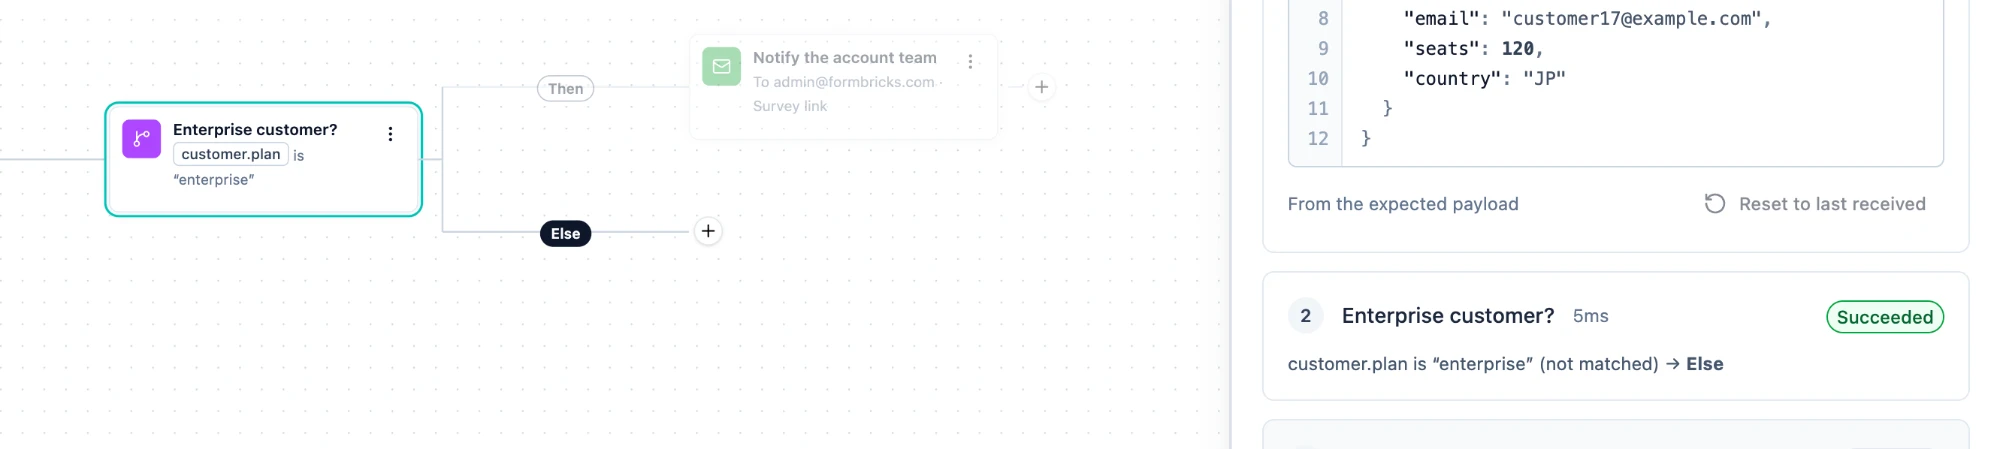 Enterprise customer?
customer.plan is
“enterprise”
Then
Else
Notify the account team
To admin@formbricks.com ·
Survey link
8 "email": "customer17@example.com",
9 "seats": 120,
10 "country": "JP"
11 }
12 }
From the expected payload
Reset to last received
2 Enterprise customer? 5ms
Succeeded
customer.plan is “enterprise” (not matched) → Else